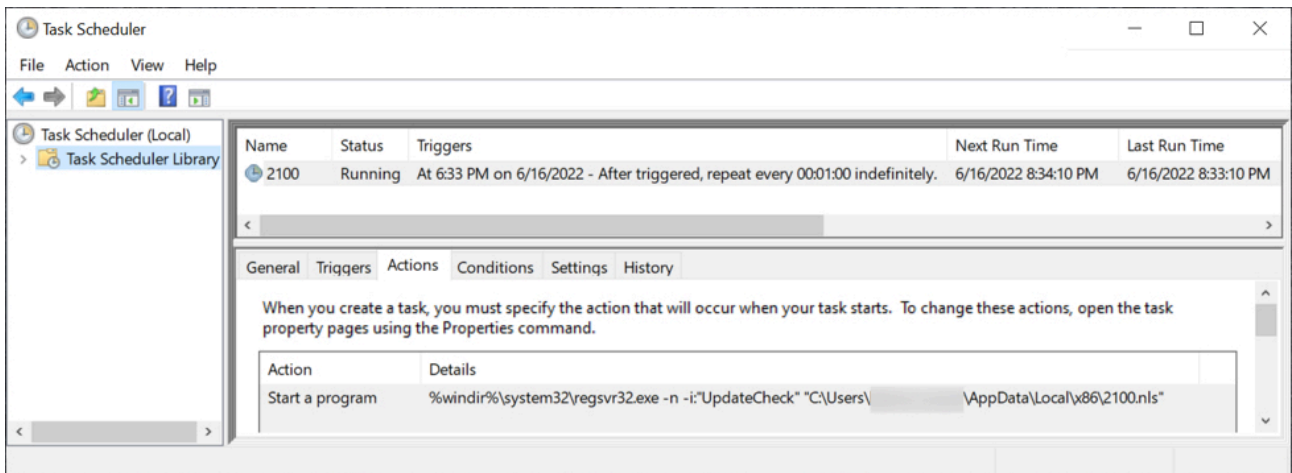 Task Scheduler
File Action View Help
Task Scheduler (Local)
Task Scheduler Library
Name Status Triggers Next Run Time Last Run Time
2100 Running At 6:33 PM on 6/16/2022 - After triggered, repeat every 00:01:00 indefinitely. 6/16/2022 8:34:10 PM 6/16/2022 8:33:10 PM
General Triggers Actions Conditions Settings History
When you create a task, you must specify the action that will occur when your task starts. To change these actions, open the task
property pages using the Properties command.
Action Details
Start a program %windir%\system32\regsvr32.exe -n -i:"UpdateCheck" "C:\Users\ \AppData\Local\x86\2100.nls"